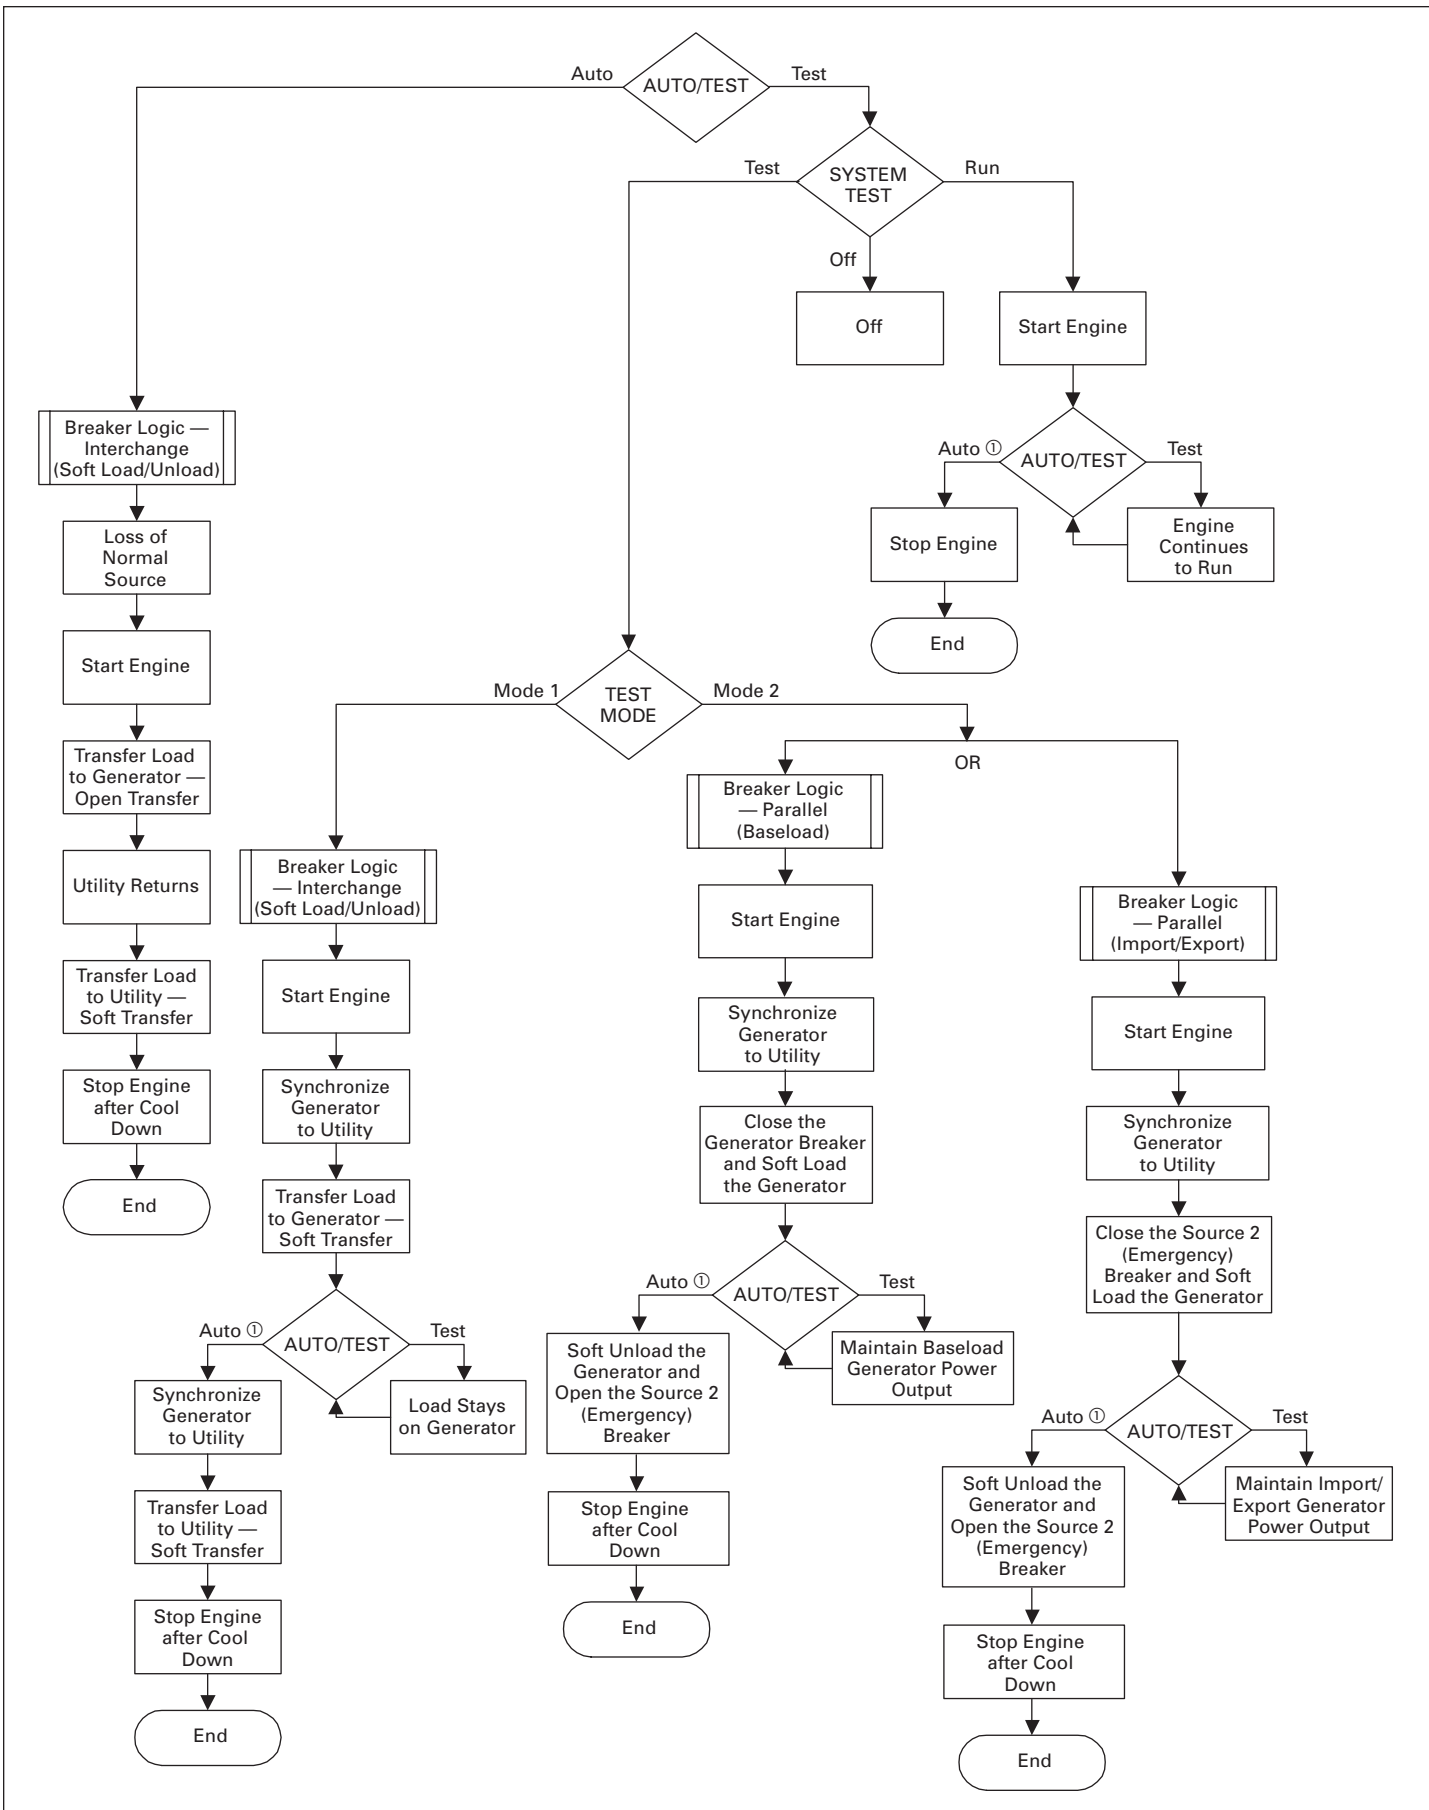 Auto
AUTO/TEST
Test
Test
SYSTEM
TEST
Run
Off
Off
Start Engine
Auto ①
AUTO/TEST
Test
Stop Engine
Engine
Continues
to Run
End
Breaker Logic —
Interchange
(Soft Load/Unload)
Loss of
Normal
Source
Start Engine
Transfer Load
to Generator —
Open Transfer
Utility Returns
Transfer Load
to Utility —
Soft Transfer
Stop Engine
after Cool
Down
End
Mode 1
TEST
MODE
Mode 2
OR
Breaker Logic
— Interchange
(Soft Load/Unload)
Start Engine
Synchronize
Generator
to Utility
Transfer Load
to Generator —
Soft Transfer
Auto ①
AUTO/TEST
Test
Synchronize
Generator
to Utility
Load Stays
on Generator
Transfer Load
to Utility —
Soft Transfer
Stop Engine
after Cool
Down
End
Breaker Logic
— Parallel
(Baseload)
Start Engine
Synchronize
Generator
to Utility
Close the
Generator Breaker
and Soft Load
the Generator
Auto ①
AUTO/TEST
Test
Soft Unload the
Generator and
Open the Source 2
(Emergency)
Breaker
Maintain Baseload
Generator Power
Output
Stop Engine
after Cool
Down
End
Breaker Logic
— Parallel
(Import/Export)
Start Engine
Synchronize
Generator
to Utility
Close the Source 2
(Emergency)
Breaker and Soft
Load the Generator
Auto ①
AUTO/TEST
Test
Soft Unload the
Generator and
Open the Source 2
(Emergency)
Breaker
Maintain Import/
Export Generator
Power Output
Stop Engine
after Cool
Down
End